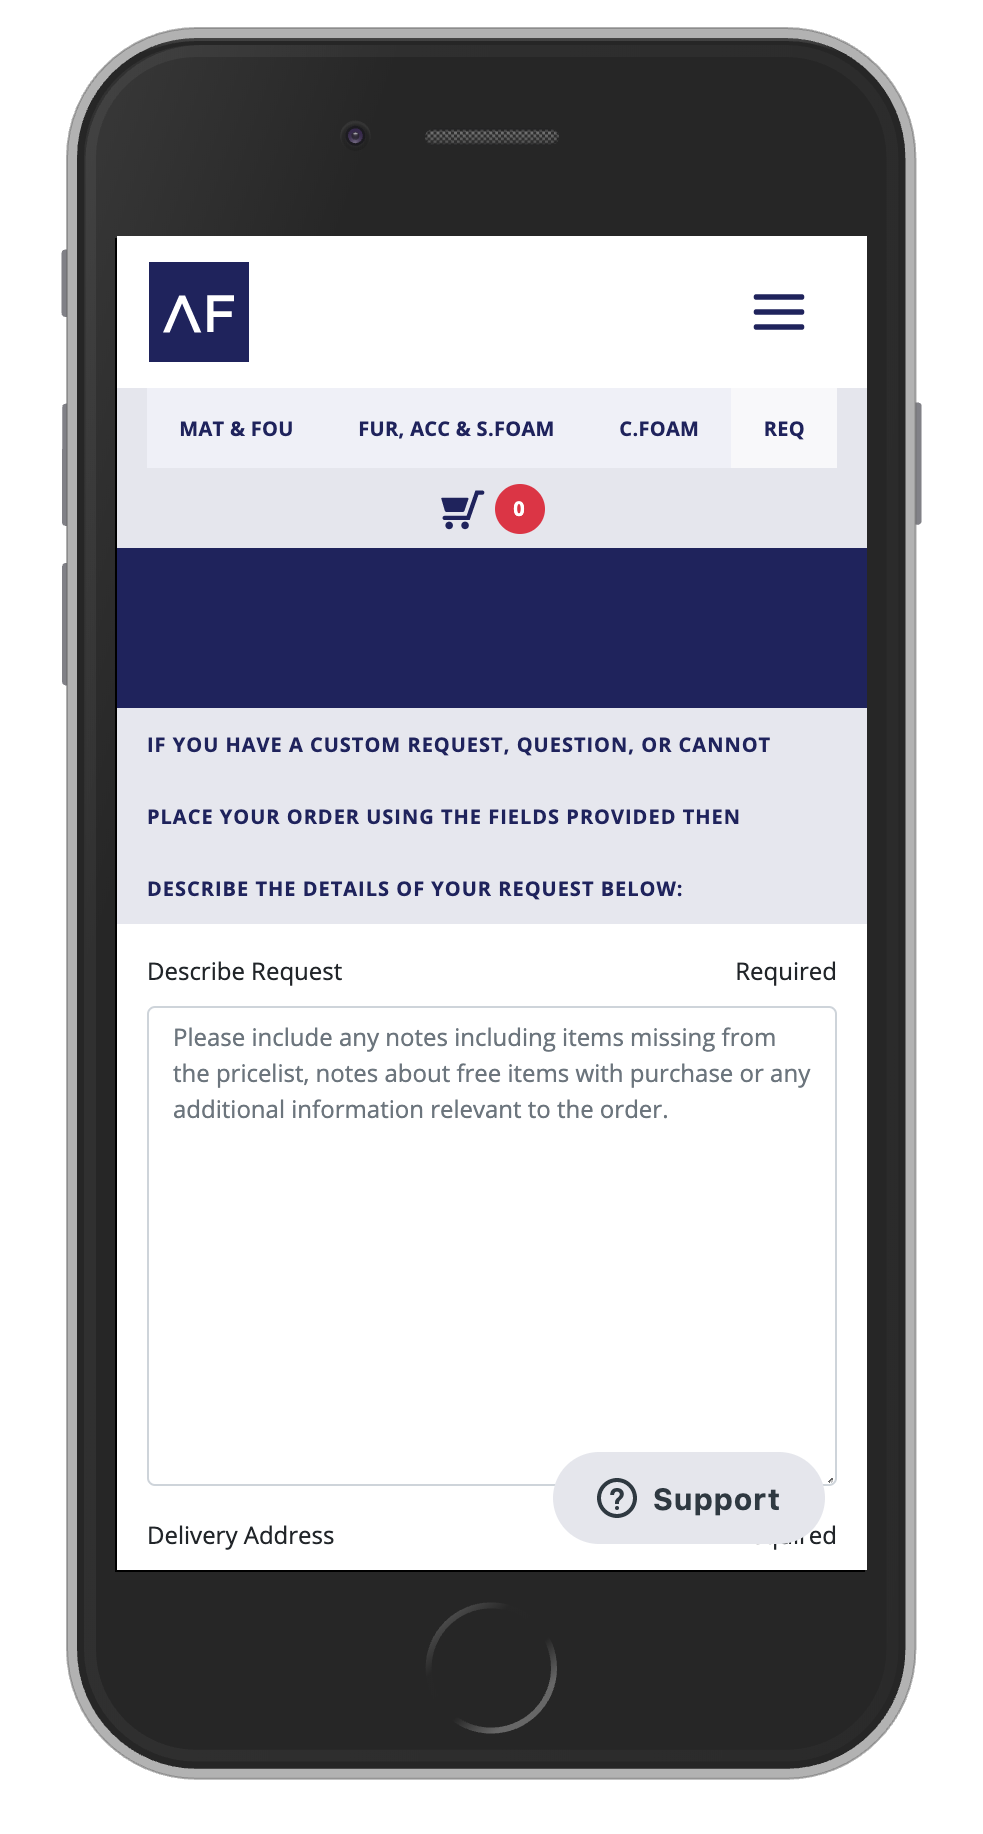 AF
MAT & FOU FUR, ACC & S.FOAM C.FOAM REQ
0
IF YOU HAVE A CUSTOM REQUEST, QUESTION, OR CANNOT
PLACE YOUR ORDER USING THE FIELDS PROVIDED THEN
DESCRIBE THE DETAILS OF YOUR REQUEST BELOW:
Describe Request Required
Please include any notes including items missing from
the pricelist, notes about free items with purchase or any
additional information relevant to the order.
Support
Delivery Address